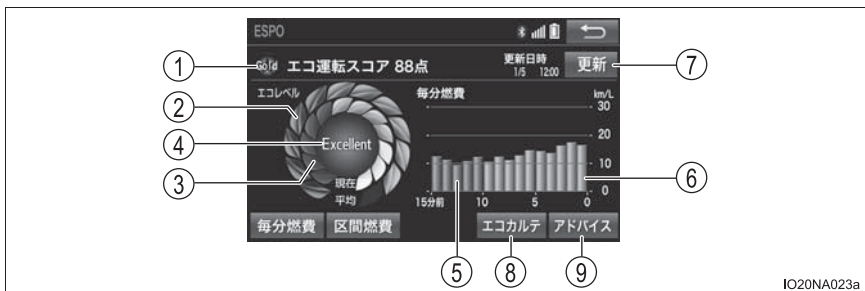 ESPO
① Gold エコ運転スコア 88点 更新日時 1/5 12:00 更新 ⑦
エコレベル
毎分燃費 km/L
②
④
③
Excellent
現在
平均
30
20
10
0
⑥
15分前 10 5 0
毎分燃費 区間燃費 エコカルテ アドバイス
⑤ ⑧ ⑨
IO20NA023a